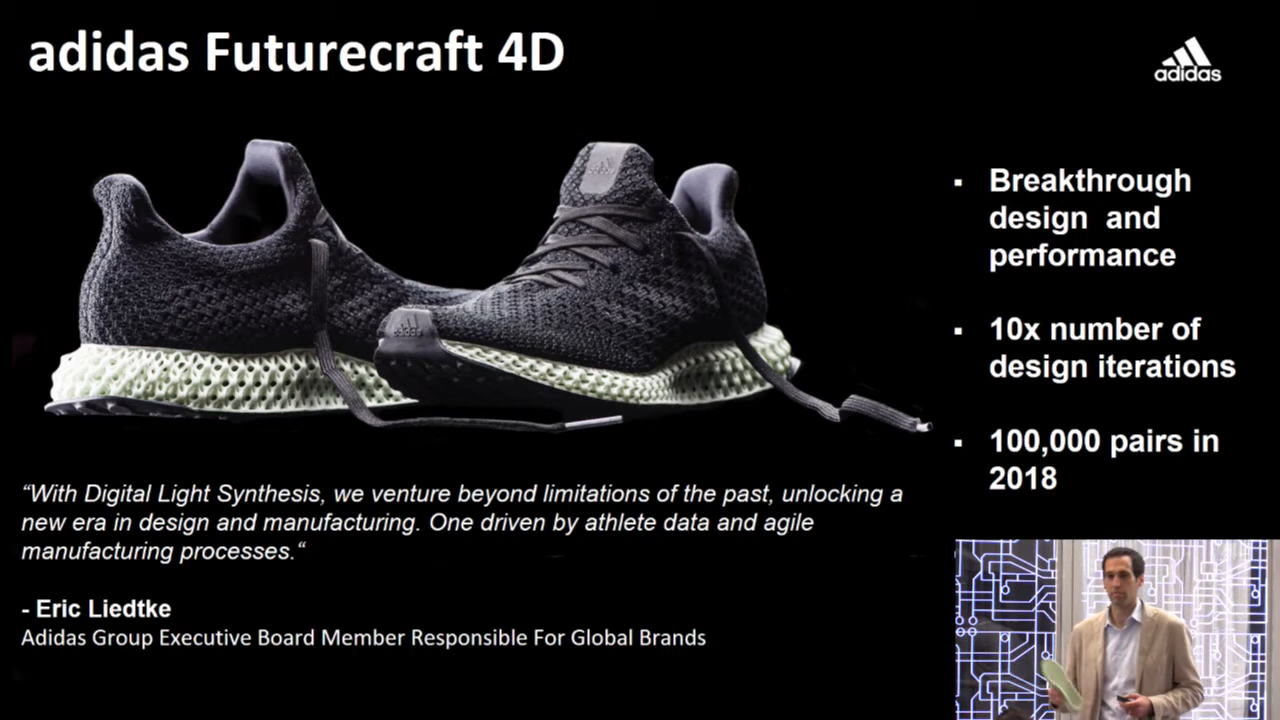 adidas Futurecraft 4D
adidas
▪ Breakthrough
design and
performance
▪ 10x number of
design iterations
▪ 100,000 pairs in
2018
adidas
“With Digital Light Synthesis, we venture beyond limitations of the past, unlocking a
new era in design and manufacturing. One driven by athlete data and agile
manufacturing processes.“
- Eric Liedtke
Adidas Group Executive Board Member Responsible For Global Brands